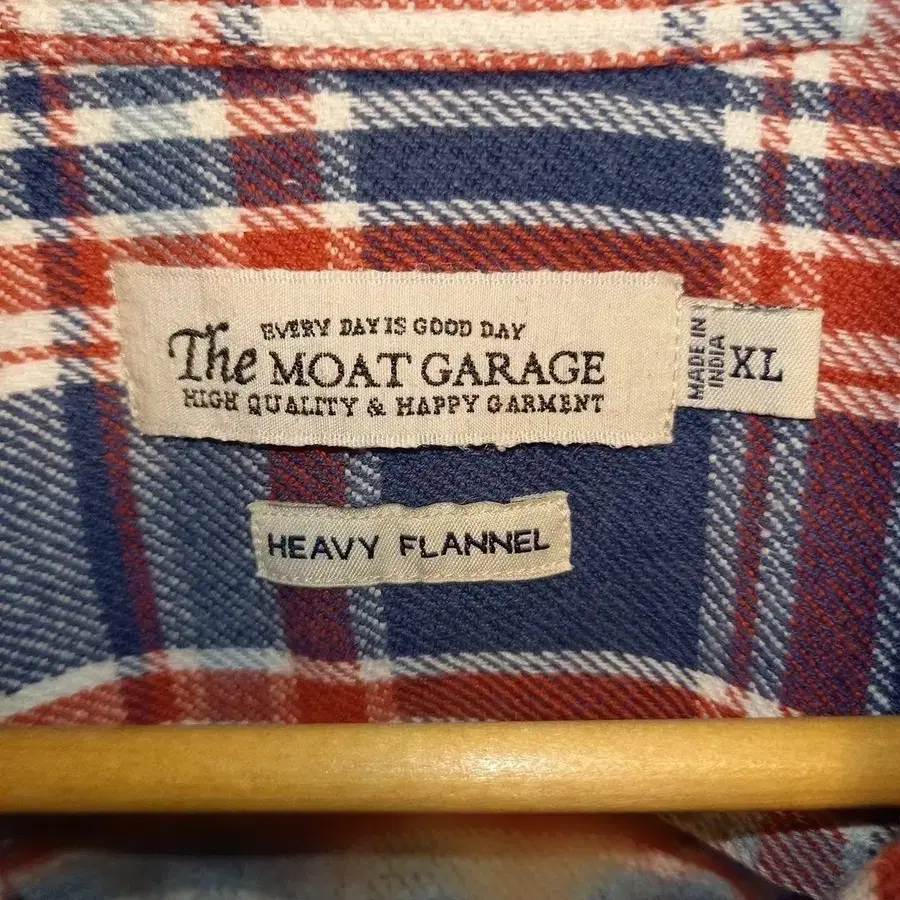 EVERY DAY IS GOOD DAY
The MOAT GARAGE
HIGH QUALITY & HAPPY GARMENT
MADE IN
INDIA
XL
HEAVY FLANNEL